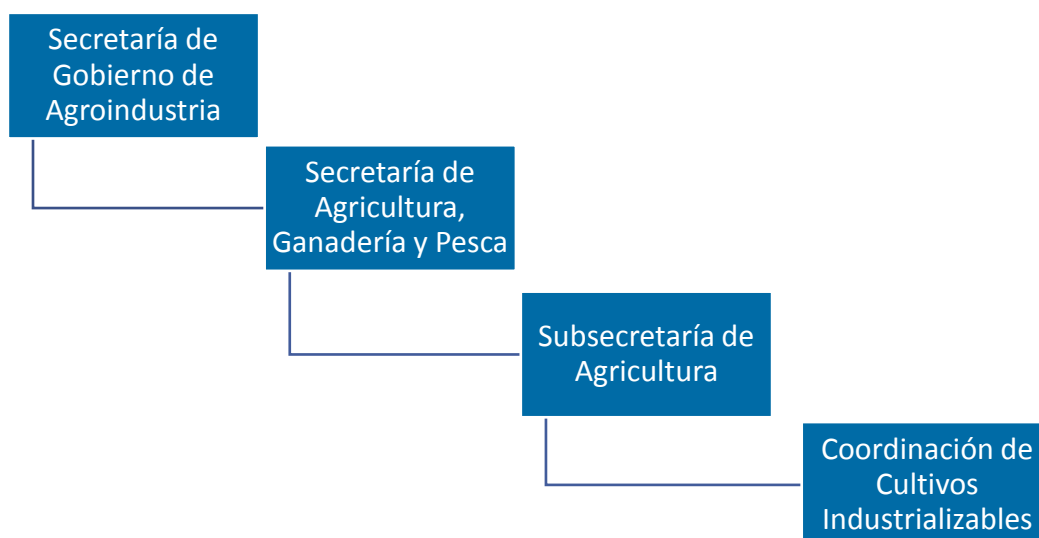 Secretaría de
Gobierno de
Agroindustria
Secretaría de
Agricultura,
Ganadería y Pesca
Subsecretaría de
Agricultura
Coordinación de
Cultivos
Industrializables